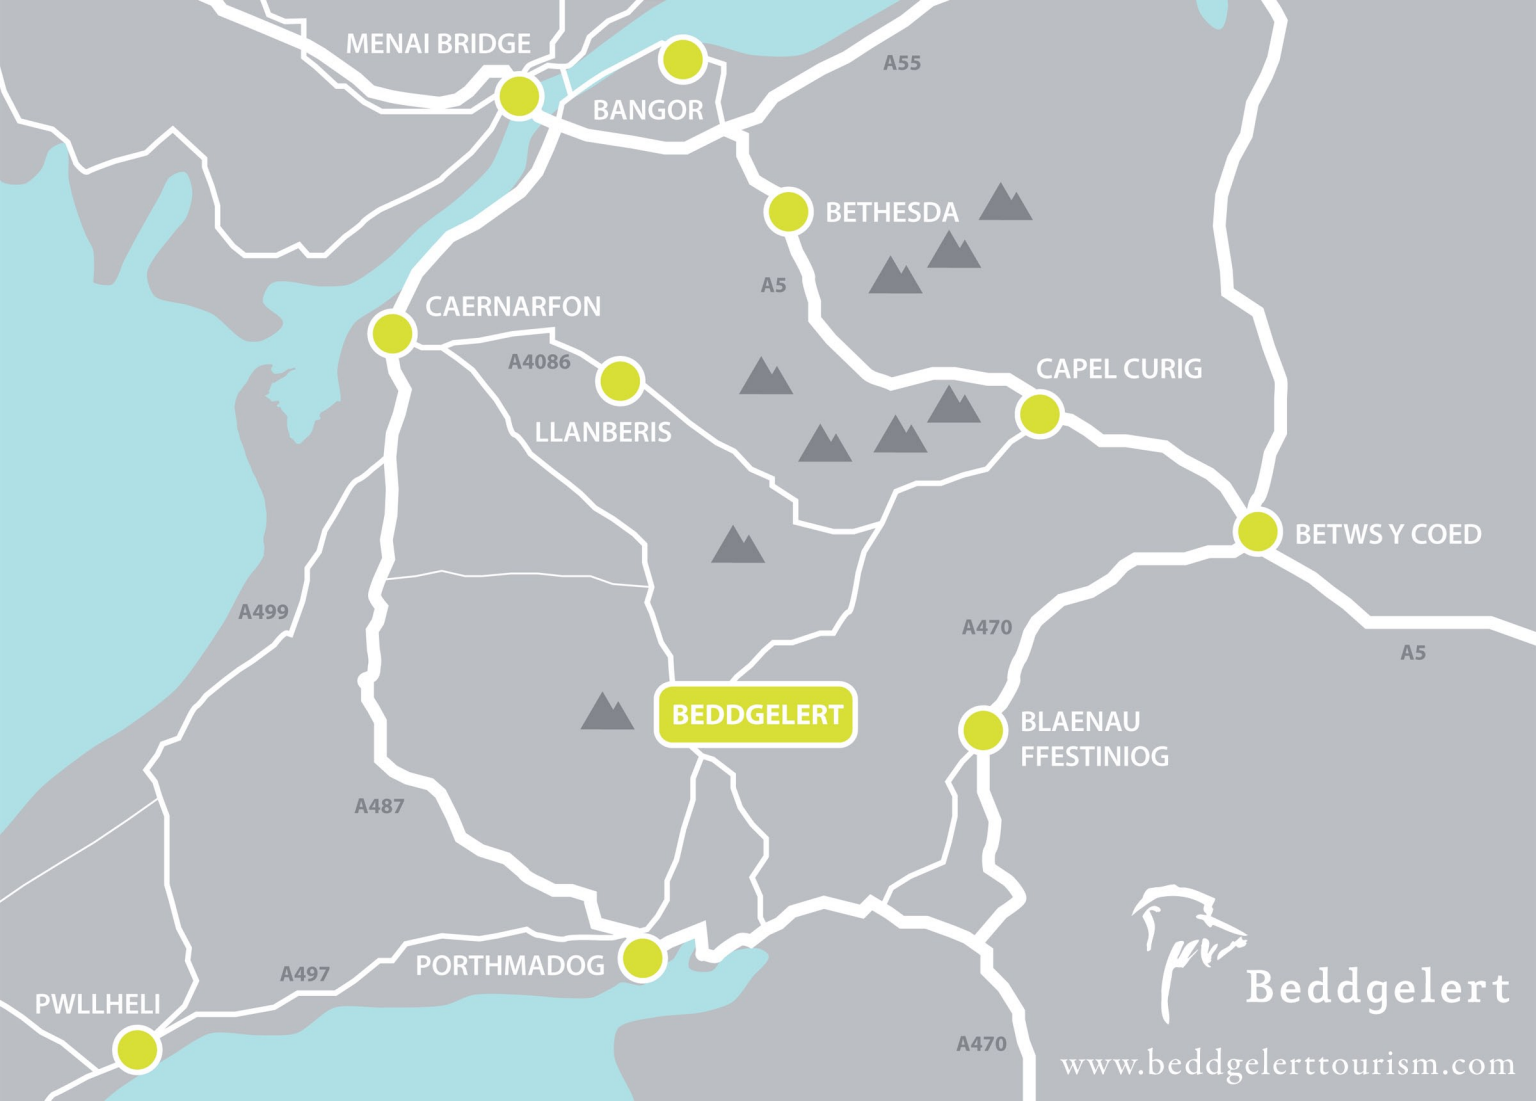 MENAI BRIDGE
A55
BANGOR
BETHESDA
A5
CAERNARFON
A4086
CAPEL CURIG
LLANBERIS
BETWS Y COED
A499
A470
A5
BEDDGELERT
BLAENAU
FFESTINIOG
A487
PORTHMADOG
A497
PWLLHELI
Beddgelert
A470
www.beddgelerttourism.com